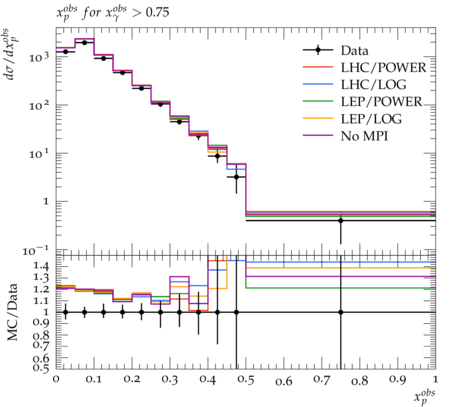 x_p^obs for x_γ^obs > 0.75
dσ/dx_p^obs
10^3
10^2
10^1
1
10^−1
Data
LHC/POWER
LHC/LOG
LEP/POWER
LEP/LOG
No MPI
MC/Data
1.4
1.3
1.2
1.1
1
0.9
0.8
0.7
0.6
0.5
0 0.1 0.2 0.3 0.4 0.5 0.6 0.7 0.8 0.9 1
x_p^obs